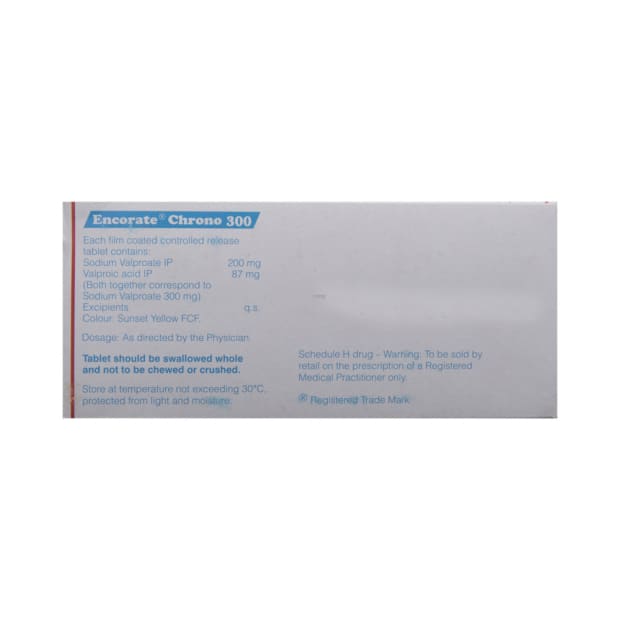 Encorate® Chrono 300
Each film coated controlled release
tablet contains:
Sodium Valproate IP 200 mg
Valproic acid IP 87 mg
(Both together correspond to
Sodium Valproate 300 mg)
Excipients q.s.
Colour: Sunset Yellow FCF.
Dosage: As directed by the Physician
Tablet should be swallowed whole
and not to be chewed or crushed.
Store at temperature not exceeding 30°C,
protected from light and moisture.
Schedule H drug - Warning: To be sold by
retail on the prescription of a Registered
Medical Practitioner only.
® Registered Trade Mark